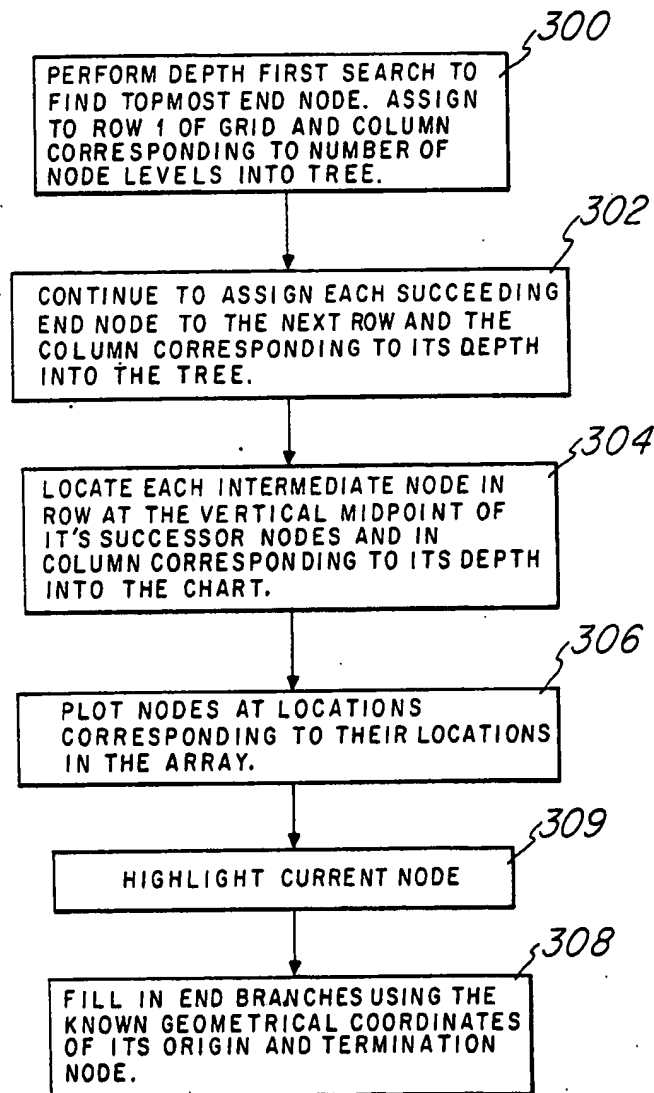 300
PERFORM DEPTH FIRST SEARCH TO
FIND TOPMOST END NODE. ASSIGN
TO ROW 1 OF GRID AND COLUMN
CORRESPONDING TO NUMBER OF
NODE LEVELS INTO TREE.
302
CONTINUE TO ASSIGN EACH SUCCEEDING
END NODE TO THE NEXT ROW AND THE
COLUMN CORRESPONDING TO ITS DEPTH
INTO THE TREE.
304
LOCATE EACH INTERMEDIATE NODE IN
ROW AT THE VERTICAL MIDPOINT OF
IT'S SUCCESSOR NODES AND IN
COLUMN CORRESPONDING TO ITS DEPTH
INTO THE CHART.
306
PLOT NODES AT LOCATIONS
CORRESPONDING TO THEIR LOCATIONS
IN THE ARRAY.
309
HIGHLIGHT CURRENT NODE
308
FILL IN END BRANCHES USING THE
KNOWN GEOMETRICAL COORDINATES
OF ITS ORIGIN AND TERMINATION
NODE.